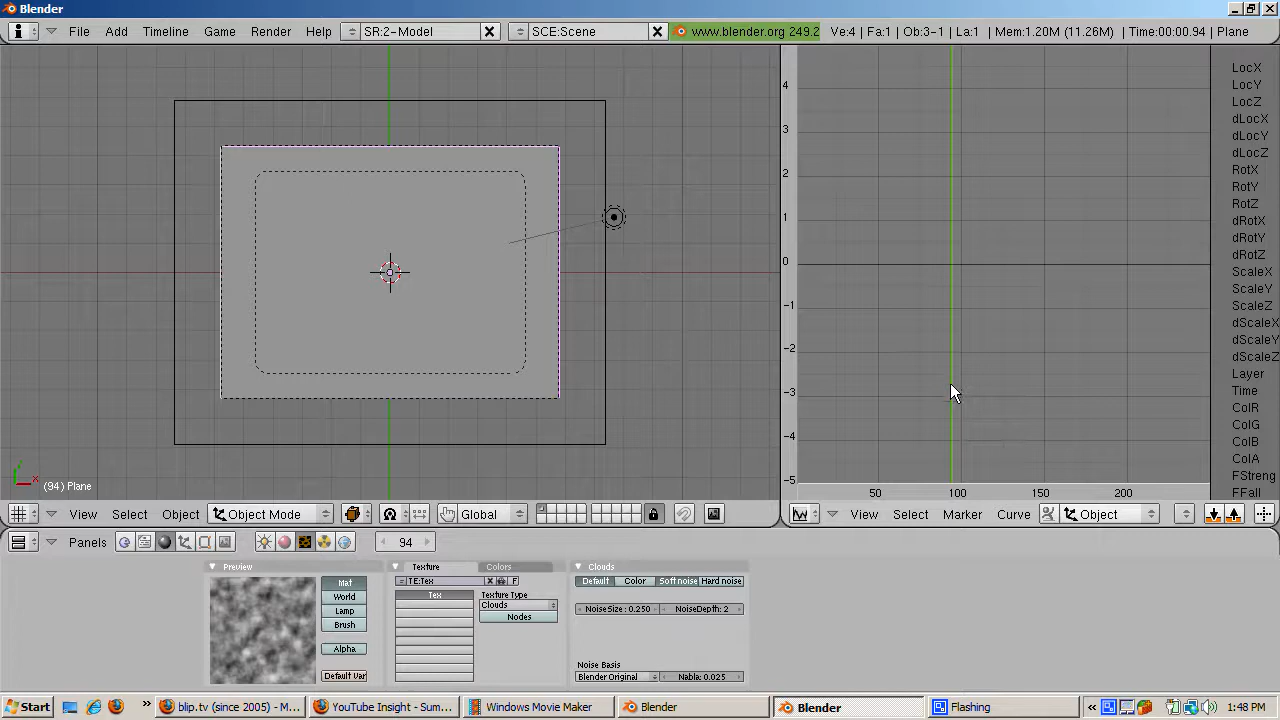 Blender
File Add Timeline Game Render Help SR:2-Model SCE:Scene www.blender.org 249.2 Ve:4 | Fa:1 | Ob:3-1 | La:1 | Mem:1.20M (11.26M) | Time:00:00.94 | Plane
4
3
2
1
0
-1
-2
-3
-4
-5
50 100 150 200
LocX
LocY
LocZ
dLocX
dLocY
dLocZ
RotX
RotY
RotZ
dRotX
dRotY
dRotZ
ScaleX
ScaleY
ScaleZ
dScaleX
dScaleY
dScaleZ
Layer
Time
ColR
ColG
ColB
ColA
FStreng
FFall
x
(94) Plane
View Select Object Object Mode Global
View Select Marker Curve Object
Panels 94
Preview
Mat
World
Lamp
Brush
Alpha
Default Var
Texture Colors
TE:Tex F
Tex
Texture Type
Clouds
Nodes
Clouds
Default Color Soft noise Hard noise
NoiseSize : 0.250 NoiseDepth: 2
Noise Basis
Blender Original Nabla: 0.025
Start blip.tv (since 2005) - M... YouTube Insight - Sum... Windows Movie Maker Blender Blender Flashing 1:48 PM